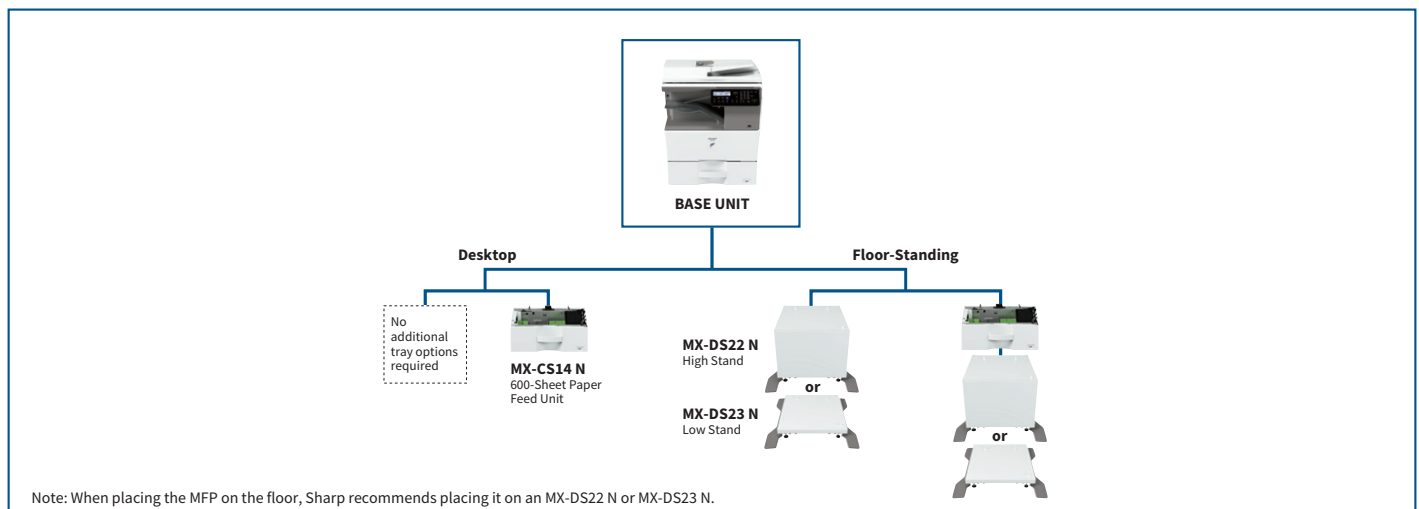 BASE UNIT
Desktop
Floor-Standing
No
additional
tray options
required
MX-CS14 N
600-Sheet Paper
Feed Unit
MX-DS22 N
High Stand
or
MX-DS23 N
Low Stand
or
Note: When placing the MFP on the floor, Sharp recommends placing it on an MX-DS22 N or MX-DS23 N.